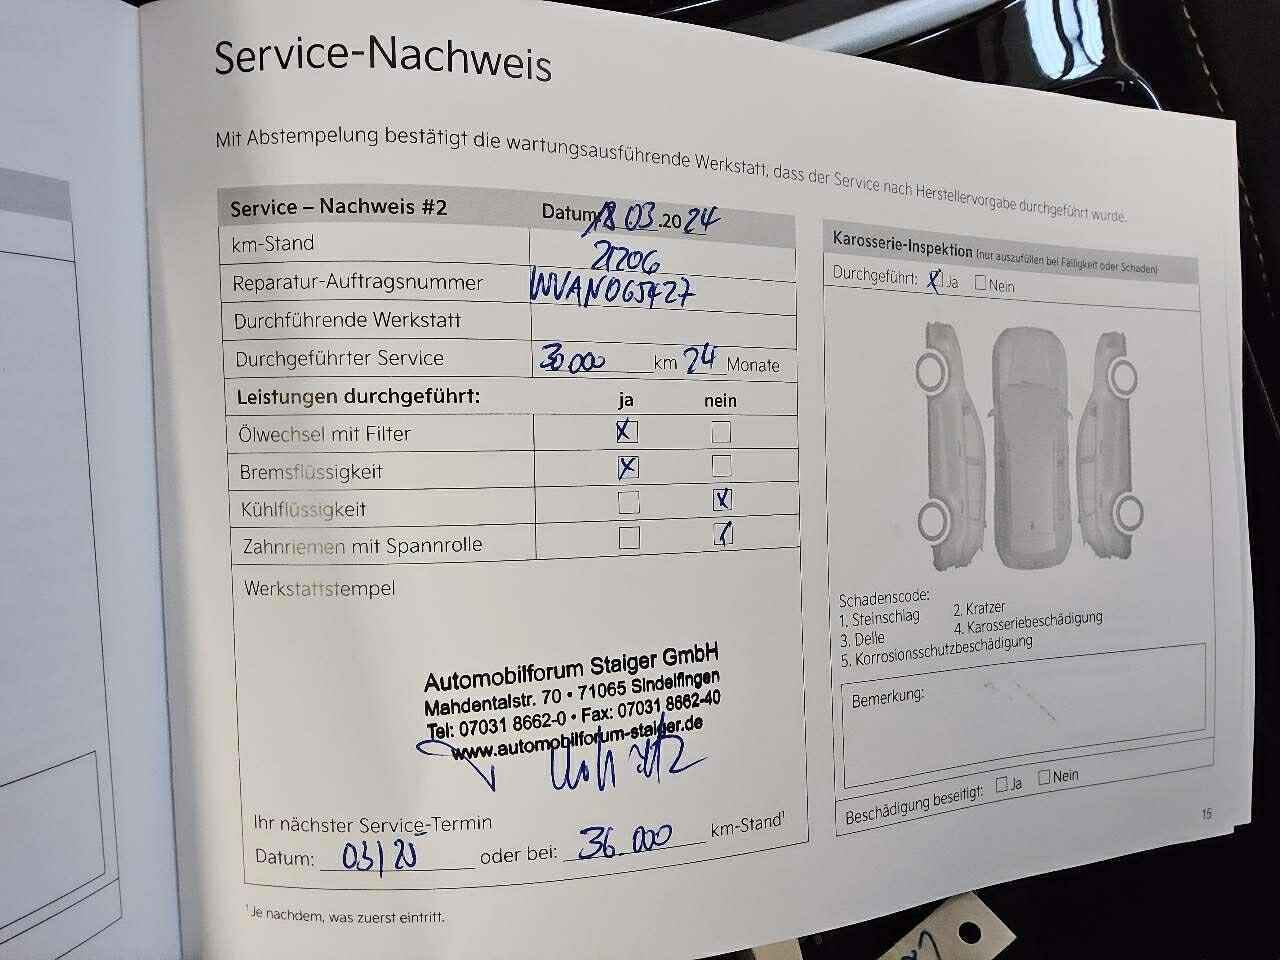 Service-Nachweis
Mit Abstempelung bestätigt die wartungsausführende Werkstatt, dass der Service nach Herstellervorgabe durchgeführt wurde.
Service – Nachweis #2 Datum 18 03.20 24
km-Stand 21206
Reparatur-Auftragsnummer WVAN065427
Durchführende Werkstatt
Durchgeführter Service 30 000 km 24 Monate
Leistungen durchgeführt: ja nein
Ölwechsel mit Filter X
Bremsflüssigkeit X
Kühlflüssigkeit X
Zahnriemen mit Spannrolle
Werkstattstempel
Automobilforum Staiger GmbH
Mahdentalstr. 70 • 71065 Sindelfingen
Tel: 07031 8662-0 • Fax: 07031 8662-40
www.automobilforum-staiger.de
Ihr nächster Service-Termin
Datum: 03/25 oder bei: 36.000 km-Stand¹
¹ Je nachdem, was zuerst eintritt.
Karosserie-Inspektion (nur auszufüllen bei Fälligkeit oder Schaden)
Durchgeführt: X Ja Nein
Schadenscode:
1. Steinschlag 2. Kratzer
3. Delle 4. Karosseriebeschädigung
5. Korrosionsschutzbeschädigung
Bemerkung:
Beschädigung beseitigt: Ja Nein
15